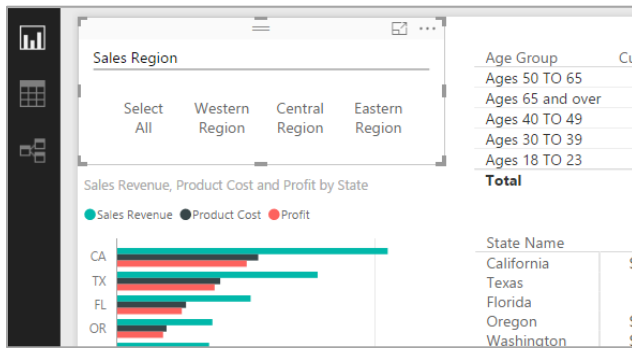 Sales Region
Select All
Western Region
Central Region
Eastern Region
Sales Revenue, Product Cost and Profit by State
Sales Revenue Product Cost Profit
CA
TX
FL
OR
Age Group
Ages 50 TO 65
Ages 65 and over
Ages 40 TO 49
Ages 30 TO 39
Ages 18 TO 23
Total
State Name
California
Texas
Florida
Oregon
Washington